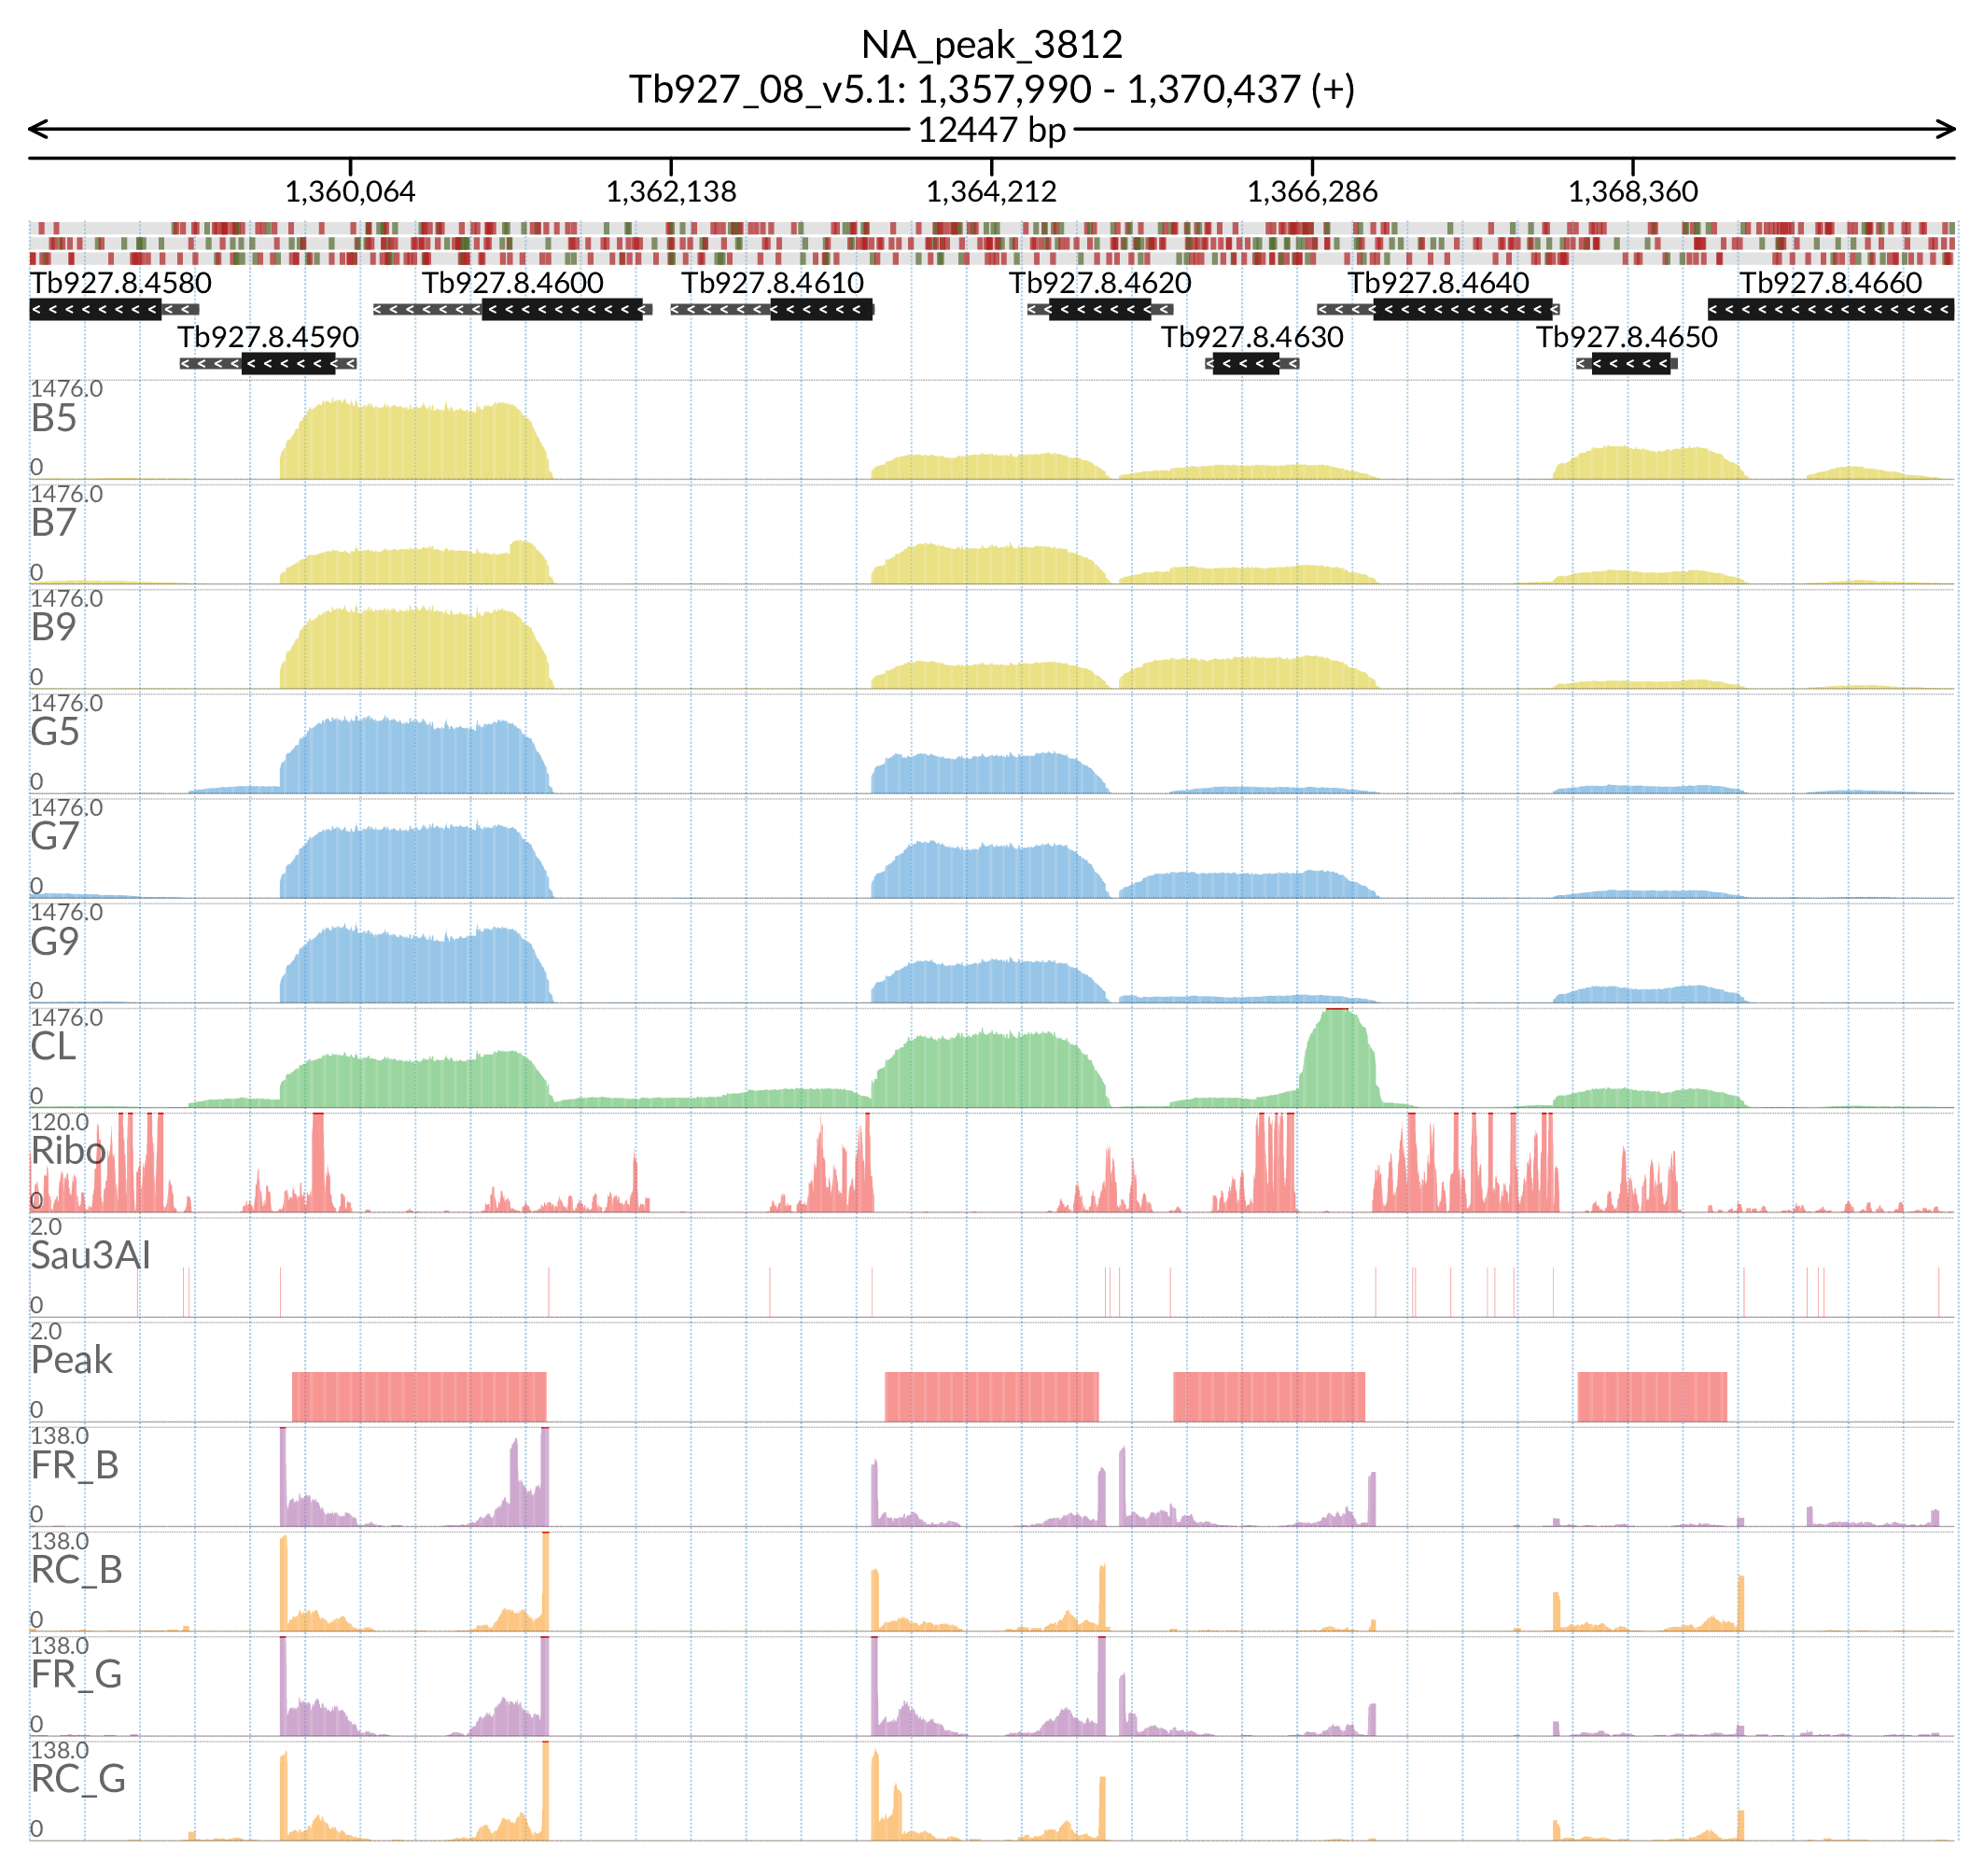 NA_peak_3812
Tb927_08_v5.1: 1,357,990 - 1,370,437 (+)
12447 bp
1,360,064 1,362,138 1,364,212 1,366,286 1,368,360
Tb927.8.4580 Tb927.8.4600 Tb927.8.4610 Tb927.8.4620 Tb927.8.4640 Tb927.8.4660
Tb927.8.4590 Tb927.8.4630 Tb927.8.4650
1476.0
B5
0
1476.0
B7
0
1476.0
B9
0
1476.0
G5
0
1476.0
G7
0
1476.0
G9
0
1476.0
CL
0
120.0
Ribo
0
2.0
Sau3AI
0
2.0
Peak
0
138.0
FR_B
0
138.0
RC_B
0
138.0
FR_G
0
138.0
RC_G
0